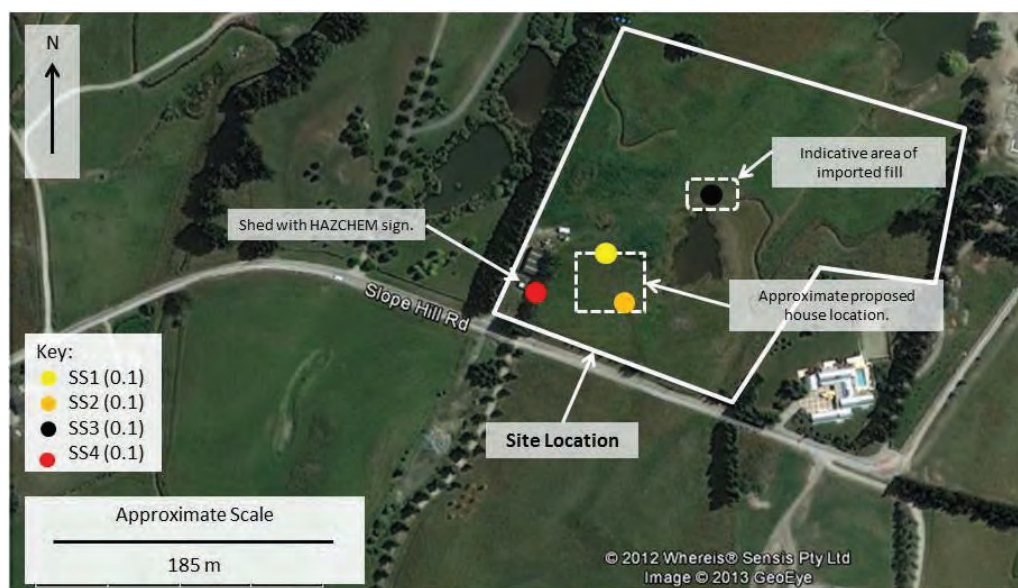 N
Indicative area of
imported fill
Shed with HAZCHEM sign.
Slope Hill Rd
Approximate proposed
house location.
Key:
SS1 (0.1)
SS2 (0.1)
SS3 (0.1)
SS4 (0.1)
Site Location
Approximate Scale
185 m
© 2012 Whereis® Sensis Pty Ltd
Image © 2013 GeoEye